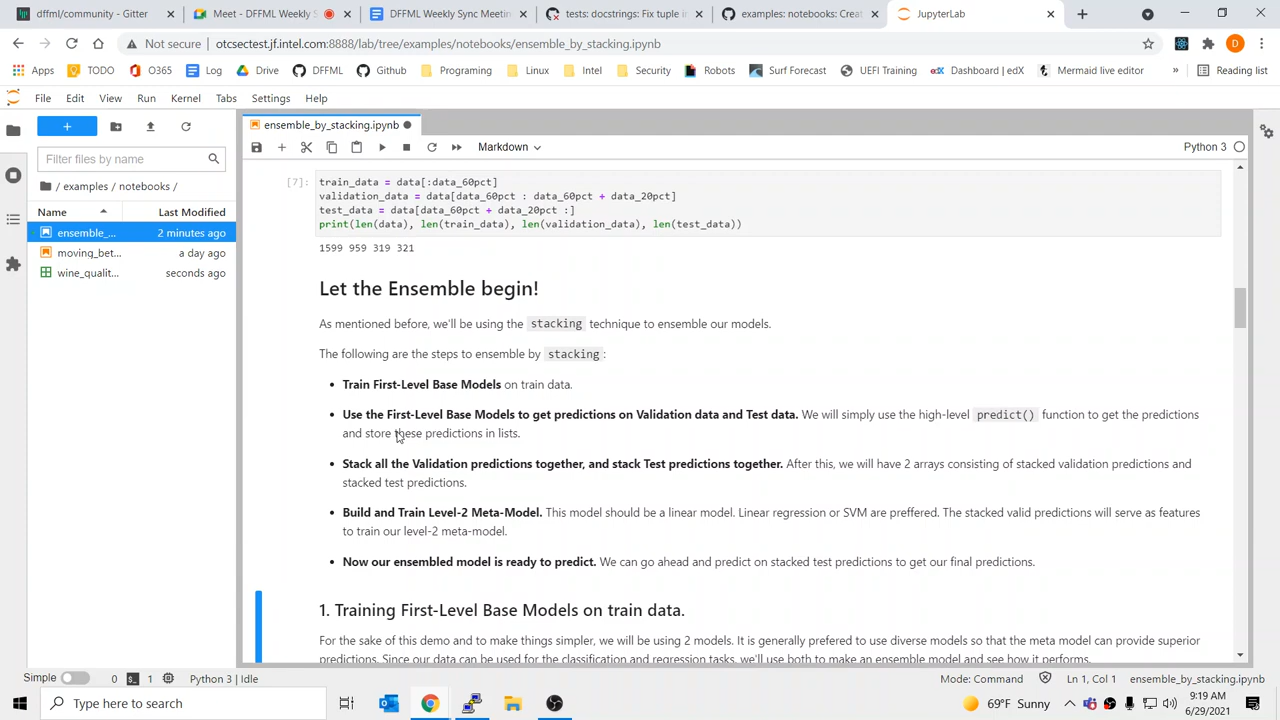 dffml/community - Gitter
Meet - DFFML Weekly S
DFFML Weekly Sync Meetin
tests: docstrings: Fix tuple in
examples: notebooks: Creat
JupyterLab
Not secure
otcsectest.jf.intel.com:8888/lab/tree/examples/notebooks/ensemble_by_stacking.ipynb
Apps
TODO
O365
Log
Drive
DFFML
Github
Programing
Linux
Intel
Security
Robots
Surf Forecast
UEFI Training
edX
Dashboard | edX
Mermaid live editor
»
Reading list
D
File Edit View Run Kernel Tabs Settings Help
ensemble_by_stacking.ipynb
Filter files by name
Markdown
Python 3
/ examples / notebooks /
Name Last Modified
ensemble_... 2 minutes ago
moving_bet... a day ago
wine_qualit... seconds ago
[7]:
train_data = data[:data_60pct]
validation_data = data[data_60pct : data_60pct + data_20pct]
test_data = data[data_60pct + data_20pct :]
print(len(data), len(train_data), len(validation_data), len(test_data))
1599 959 319 321
Let the Ensemble begin!
As mentioned before, we'll be using the stacking technique to ensemble our models.
The following are the steps to ensemble by stacking:
• Train First-Level Base Models on train data.
• Use the First-Level Base Models to get predictions on Validation data and Test data. We will simply use the high-level predict() function to get the predictions
and store these predictions in lists.
• Stack all the Validation predictions together, and stack Test predictions together. After this, we will have 2 arrays consisting of stacked validation predictions and
stacked test predictions.
• Build and Train Level-2 Meta-Model. This model should be a linear model. Linear regression or SVM are preffered. The stacked valid predictions will serve as features
to train our level-2 meta-model.
• Now our ensembled model is ready to predict. We can go ahead and predict on stacked test predictions to get our final predictions.
1. Training First-Level Base Models on train data.
For the sake of this demo and to make things simpler, we will be using 2 models. It is generally prefered to use diverse models so that the meta model can provide superior
predictions. Since our data can be used for the classification and regression tasks, we'll use both to make an ensemble model and see how it performs.
Simple 0 1 Python 3 | Idle
Mode: Command Ln 1, Col 1 ensemble_by_stacking.ipynb
Type here to search
69°F Sunny
9:19 AM
6/29/2021